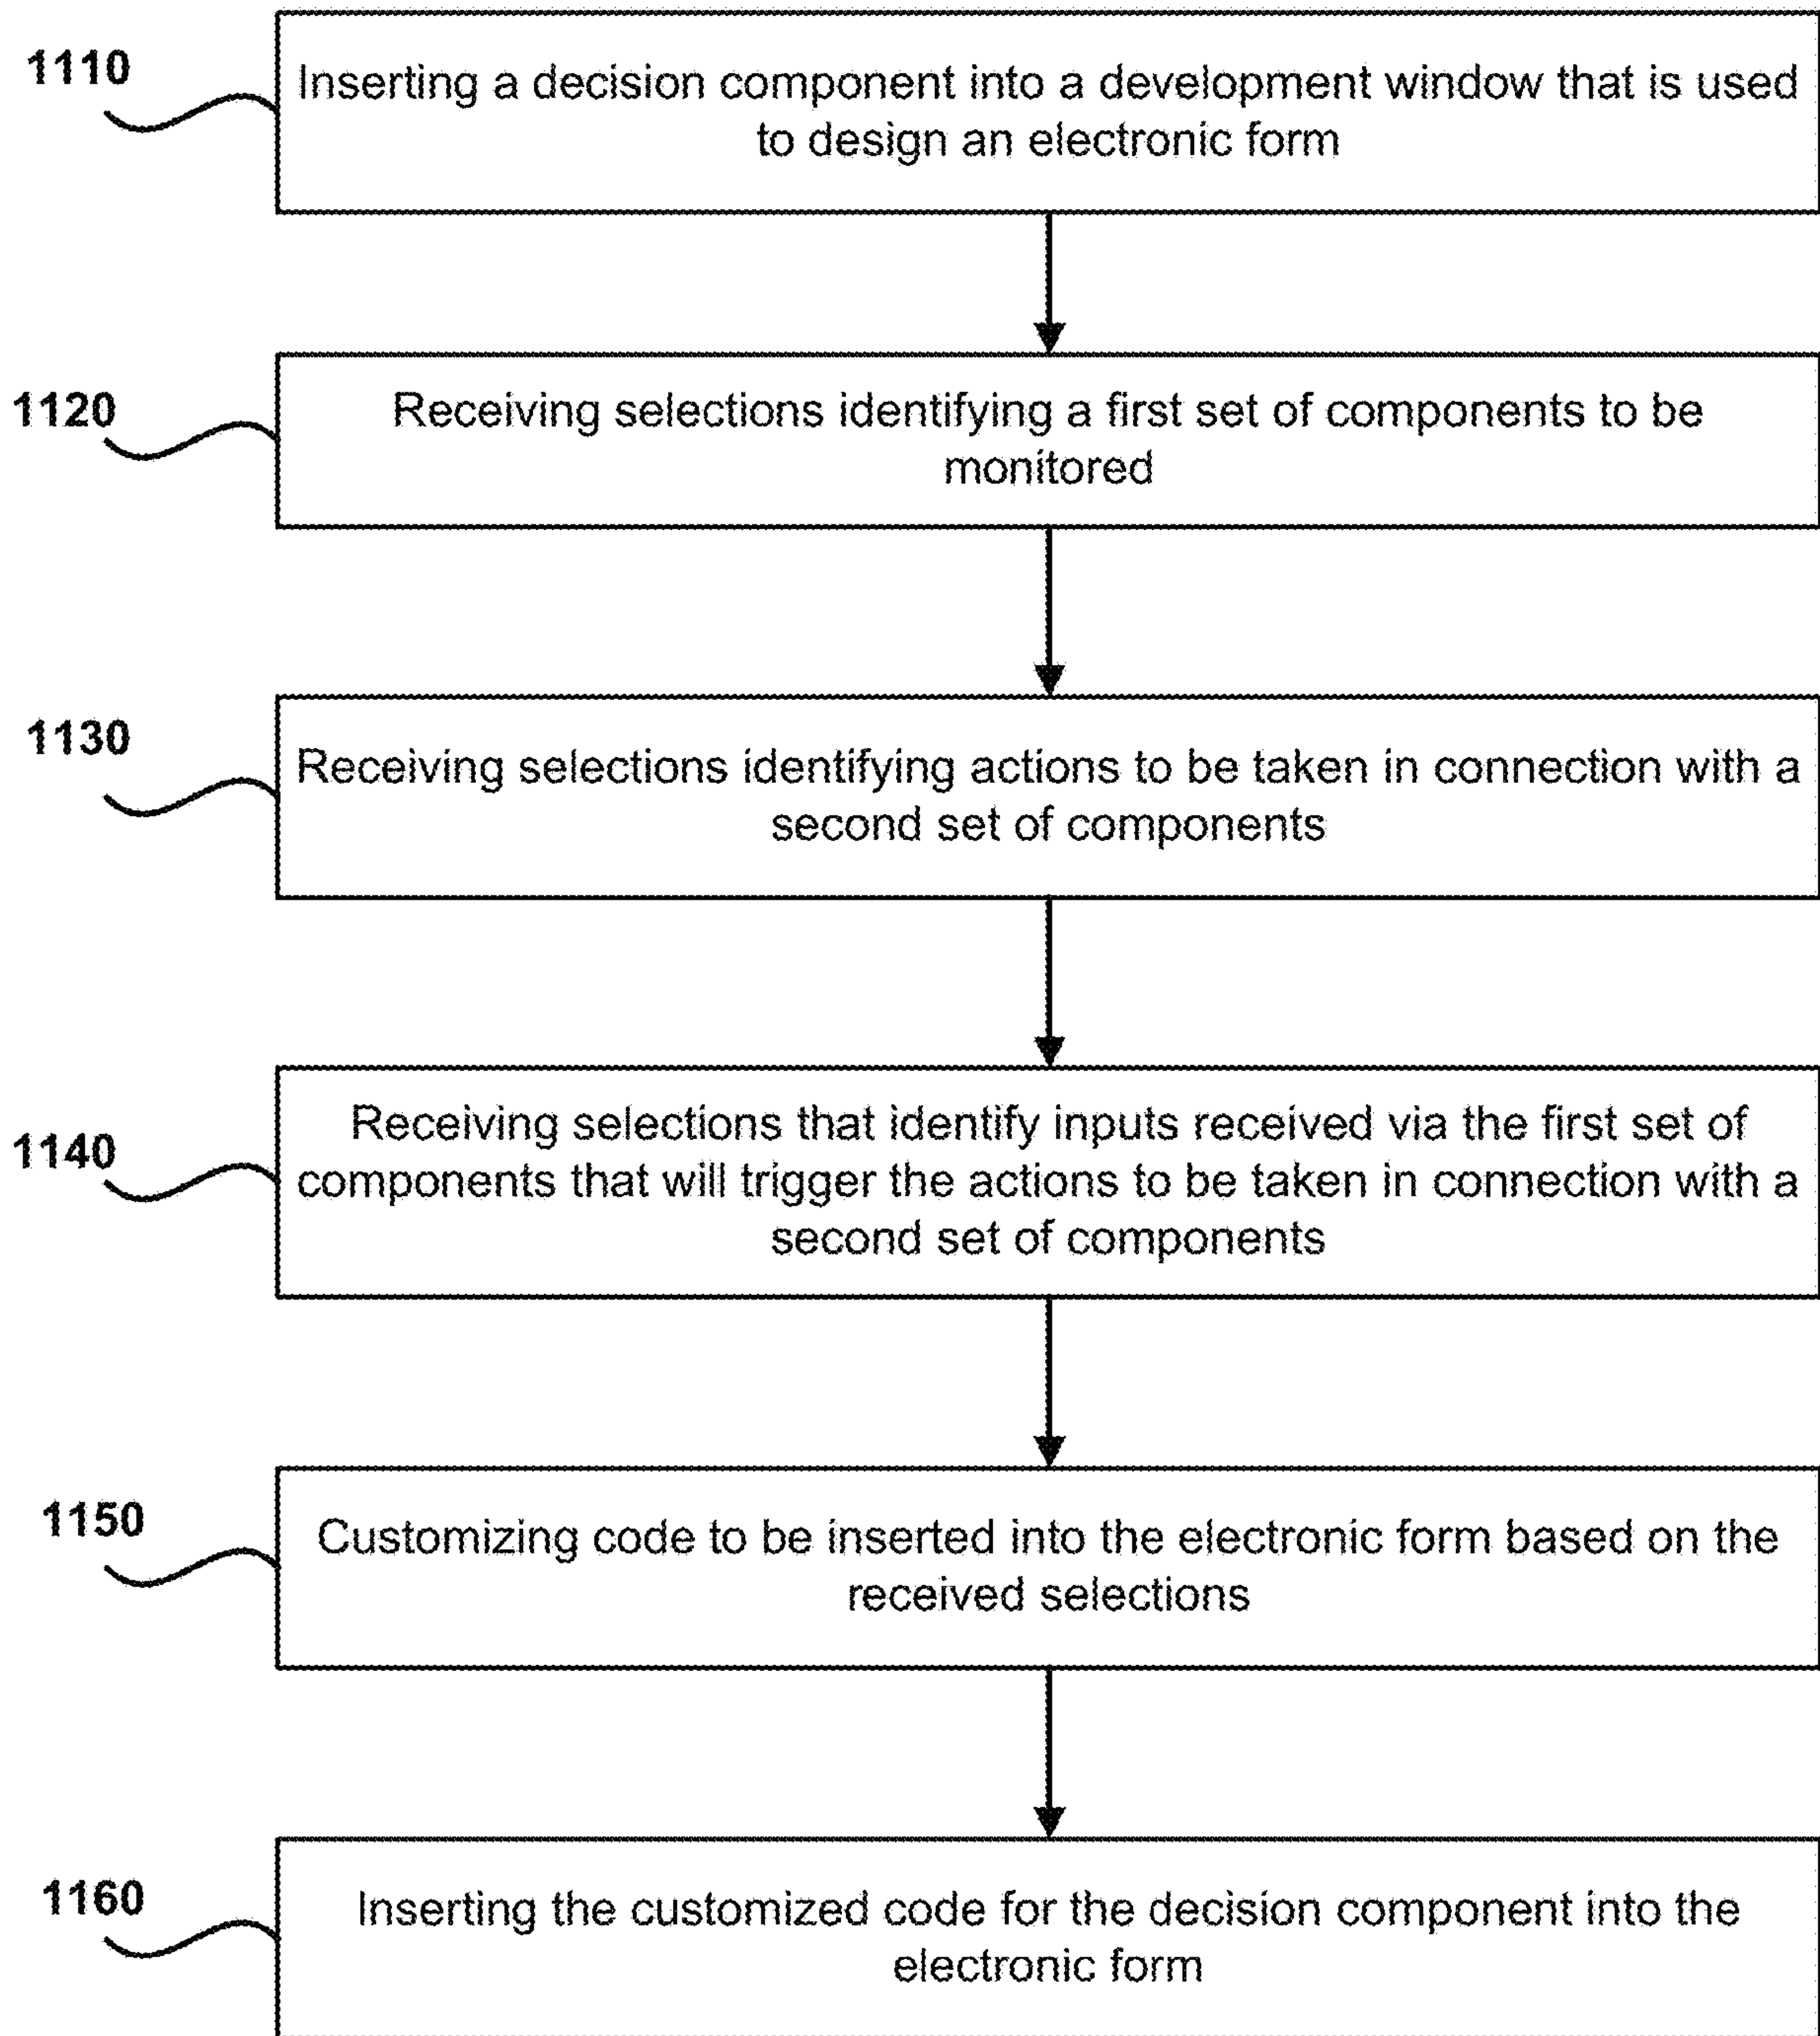 1110
Inserting a decision component into a development window that is used
to design an electronic form
1120
Receiving selections identifying a first set of components to be
monitored
1130
Receiving selections identifying actions to be taken in connection with a
second set of components
1140
Receiving selections that identify inputs received via the first set of
components that will trigger the actions to be taken in connection with a
second set of components
1150
Customizing code to be inserted into the electronic form based on the
received selections
1160
Inserting the customized code for the decision component into the
electronic form